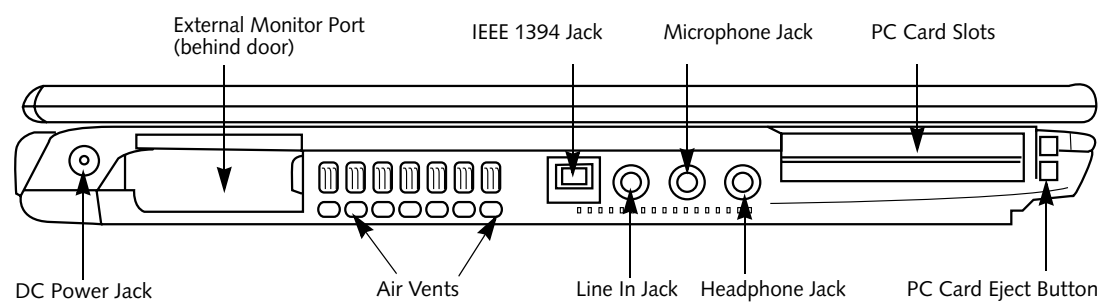 External Monitor Port
(behind door)
IEEE 1394 Jack
Microphone Jack
PC Card Slots
DC Power Jack
Air Vents
Line In Jack
Headphone Jack
PC Card Eject Button